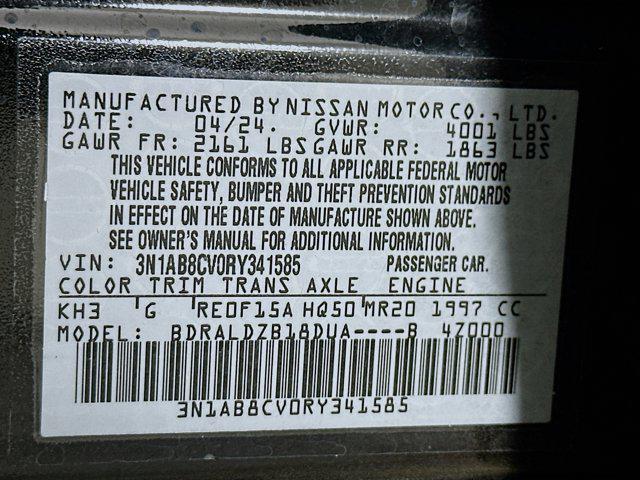 MANUFACTURED BY NISSAN MOTOR CO., LTD.
DATE: 04/24. GVWR: 4001 LBS
GAWR FR: 2161 LBS GAWR RR: 1863 LBS
THIS VEHICLE CONFORMS TO ALL APPLICABLE FEDERAL MOTOR
VEHICLE SAFETY, BUMPER AND THEFT PREVENTION STANDARDS
IN EFFECT ON THE DATE OF MANUFACTURE SHOWN ABOVE.
SEE OWNER'S MANUAL FOR ADDITIONAL INFORMATION.
VIN: 3N1AB8CV0RY341585 PASSENGER CAR.
COLOR TRIM TRANS AXLE ENGINE
KH3 G RE0F15A HQ50 MR20 1997 CC
MODEL: BDRALDZB18DUA----B 4Z000
3N1AB8CV0RY341585